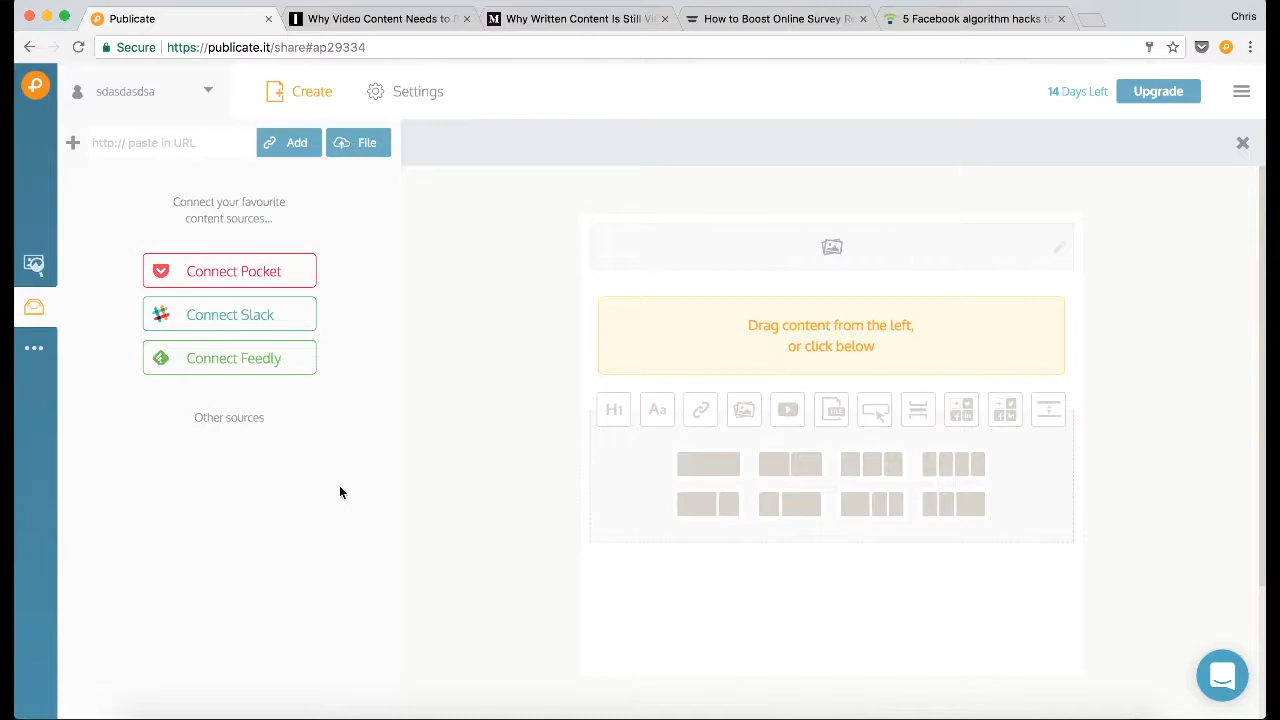 Publicate
Why Video Content Needs to B
Why Written Content Is Still Vi
How to Boost Online Survey Re
5 Facebook algorithm hacks to
Chris
Secure
https://publicate.it/share#ap29334
sdasdasdsa
Create
Settings
14 Days Left
Upgrade
http:// paste in URL
Add
File
Connect your favourite
content sources...
Connect Pocket
Connect Slack
Connect Feedly
Other sources
Drag content from the left,
or click below
H1
Aa
FILE